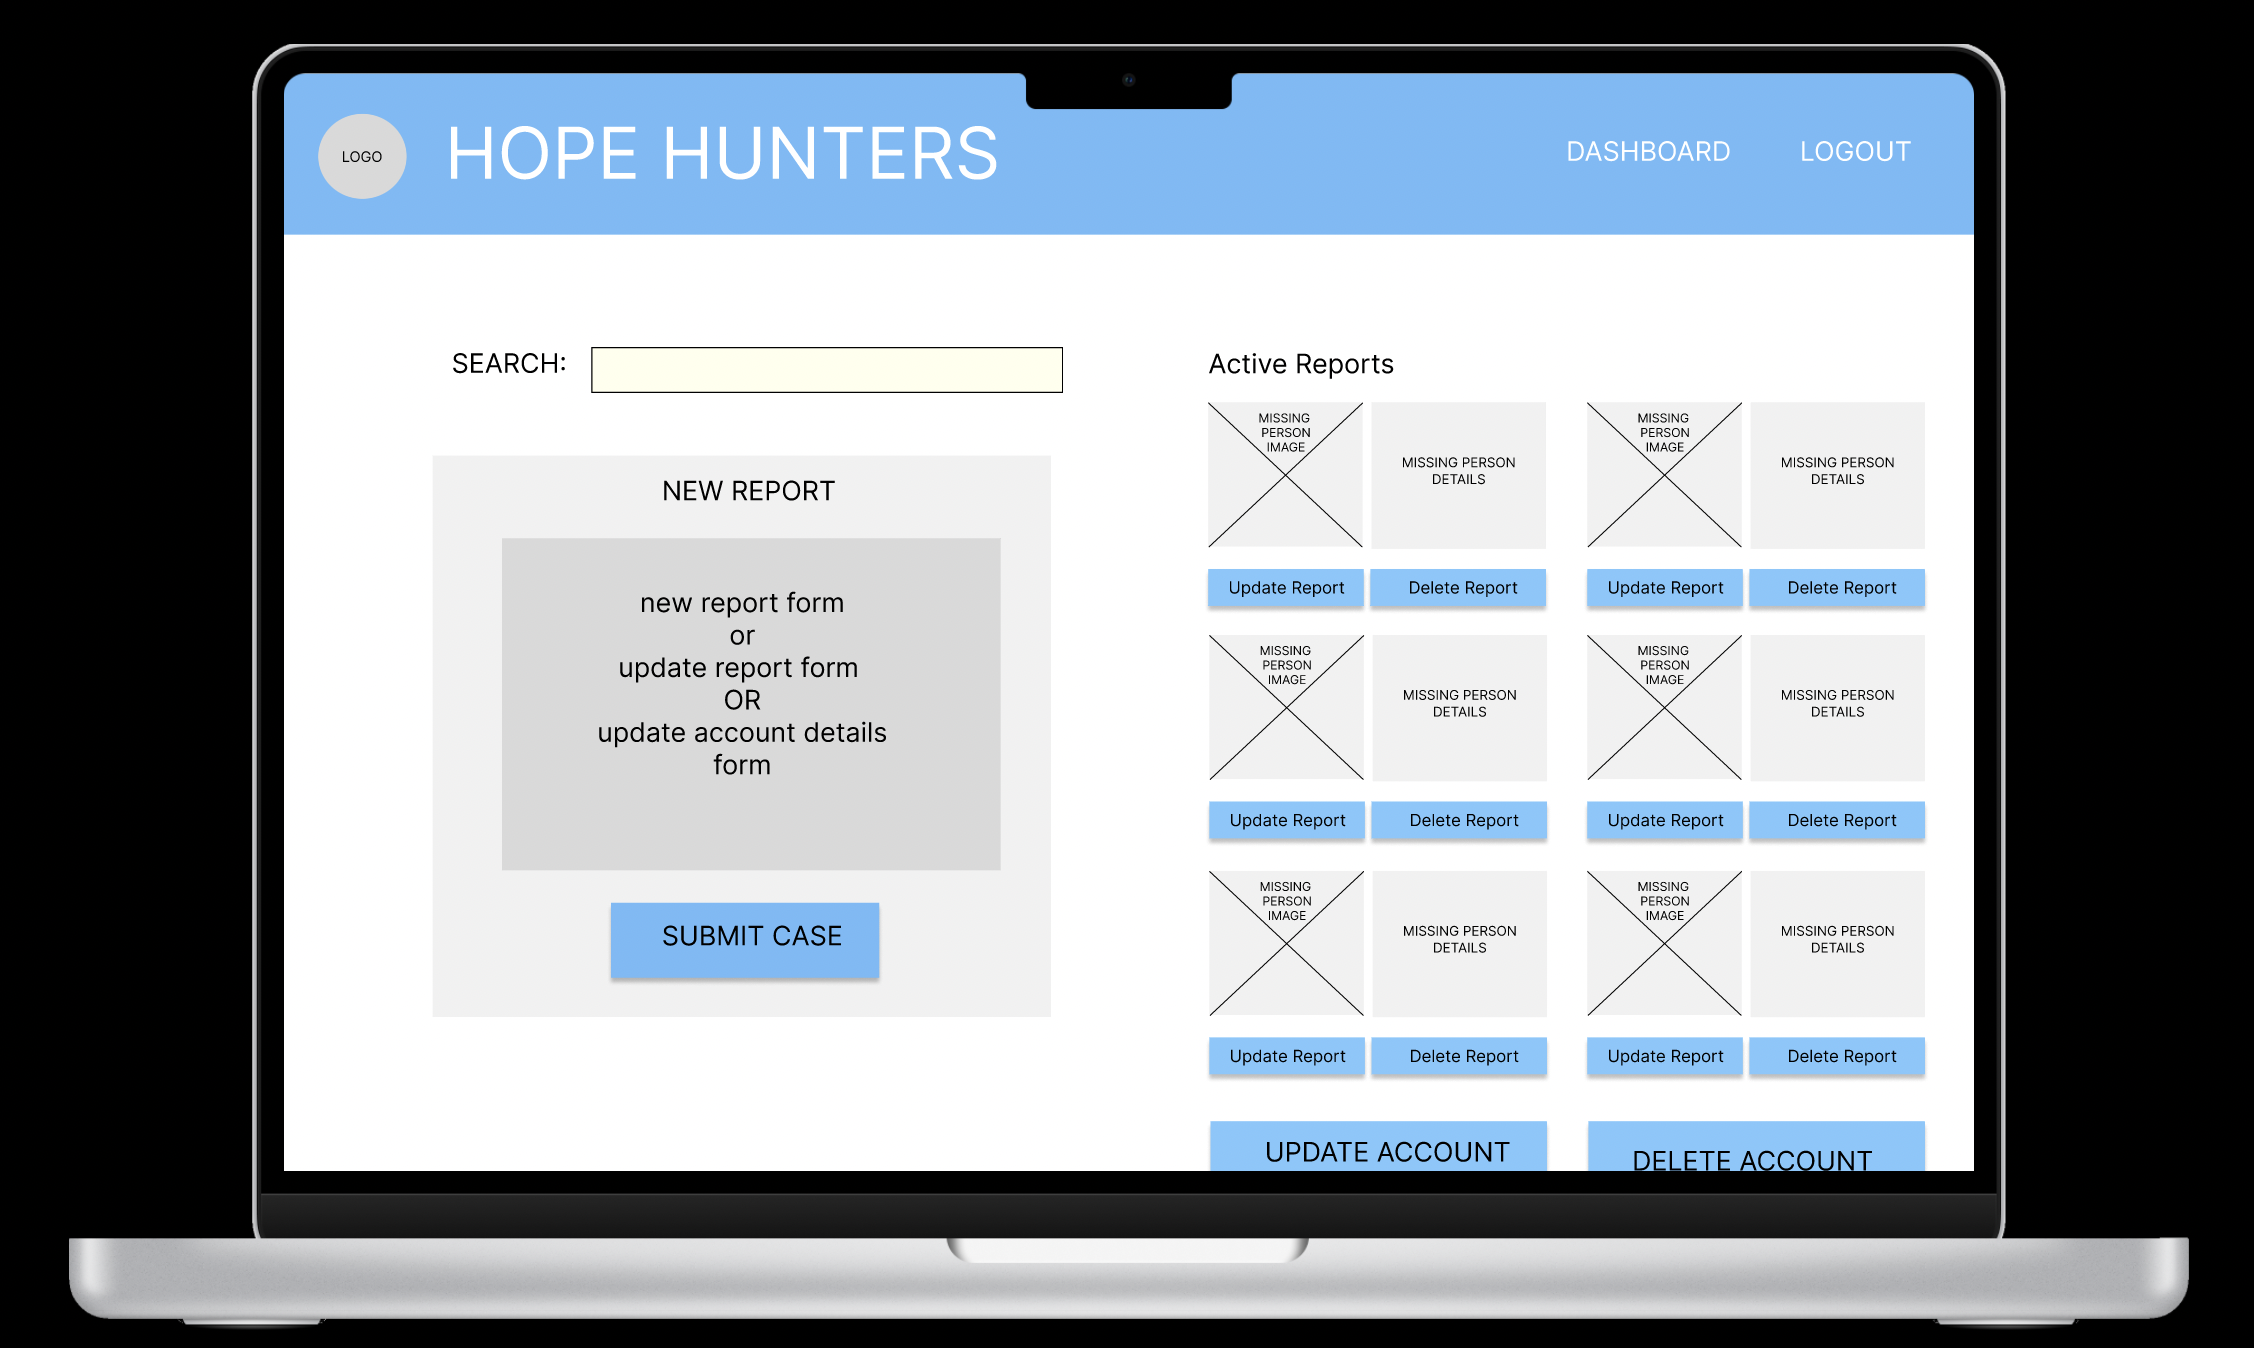 LOGO
HOPE HUNTERS
DASHBOARD
LOGOUT
SEARCH:
NEW REPORT
new report form
or
update report form
OR
update account details
form
SUBMIT CASE
Active Reports
MISSING
PERSON
IMAGE
MISSING PERSON
DETAILS
Update Report
Delete Report
MISSING
PERSON
IMAGE
MISSING PERSON
DETAILS
Update Report
Delete Report
MISSING
PERSON
IMAGE
MISSING PERSON
DETAILS
Update Report
Delete Report
MISSING
PERSON
IMAGE
MISSING PERSON
DETAILS
Update Report
Delete Report
MISSING
PERSON
IMAGE
MISSING PERSON
DETAILS
Update Report
Delete Report
MISSING
PERSON
IMAGE
MISSING PERSON
DETAILS
Update Report
Delete Report
UPDATE ACCOUNT
DELETE ACCOUNT